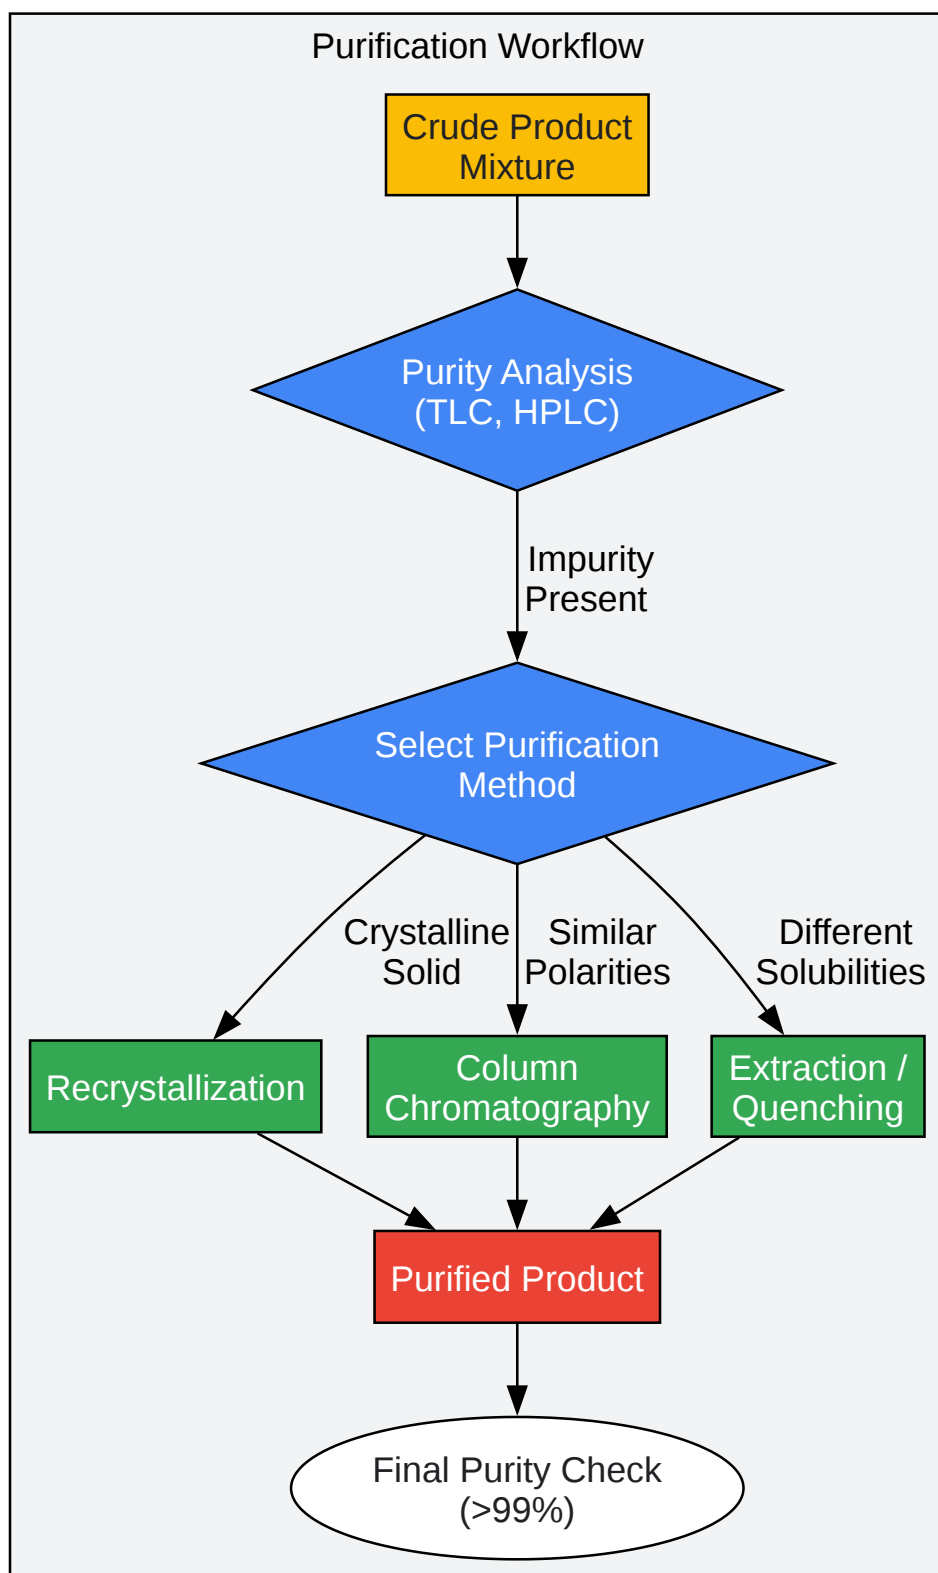 Purification Workflow
Crude Product
Mixture
Purity Analysis
(TLC, HPLC)
Impurity
Present
Select Purification
Method
Crystalline
Solid
Similar
Polarities
Different
Solubilities
Recrystallization
Column
Chromatography
Extraction /
Quenching
Purified Product
Final Purity Check
(>99%)